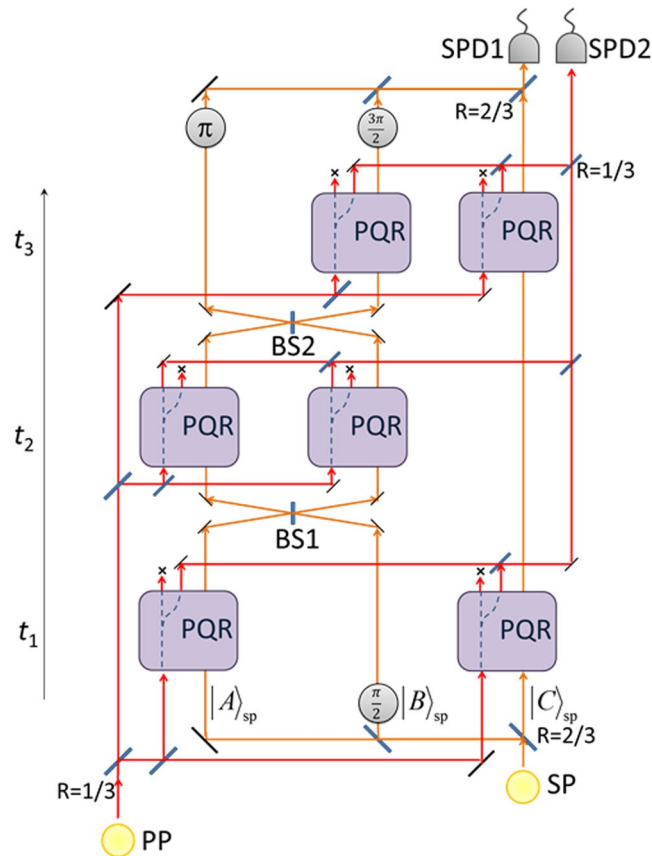 SPD1 SPD2
R=2/3
π 3π/2
R=1/3
t3
PQR PQR
BS2
t2
PQR PQR
BS1
t1
PQR PQR
|A⟩sp π/2 |B⟩sp |C⟩sp
R=2/3
R=1/3
SP
PP